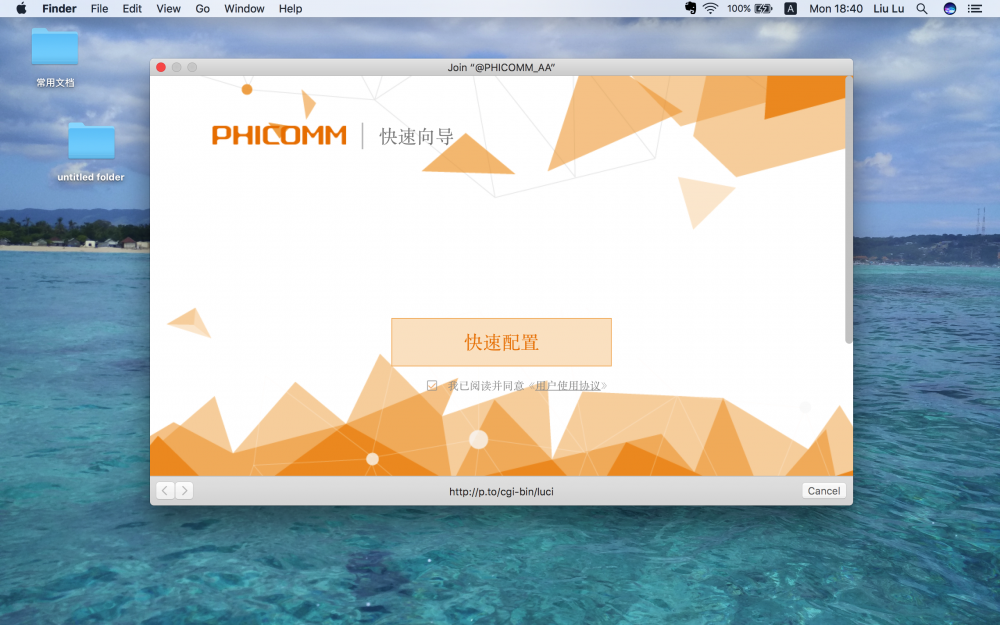 Finder File Edit View Go Window Help 100% A Mon 18:40 Liu Lu
常用文档
untitled folder
Join “@PHICOMM_AA”
PHICOMM 快速向导
快速配置
我已阅读并同意《用户使用协议》
http://p.to/cgi-bin/luci
Cancel